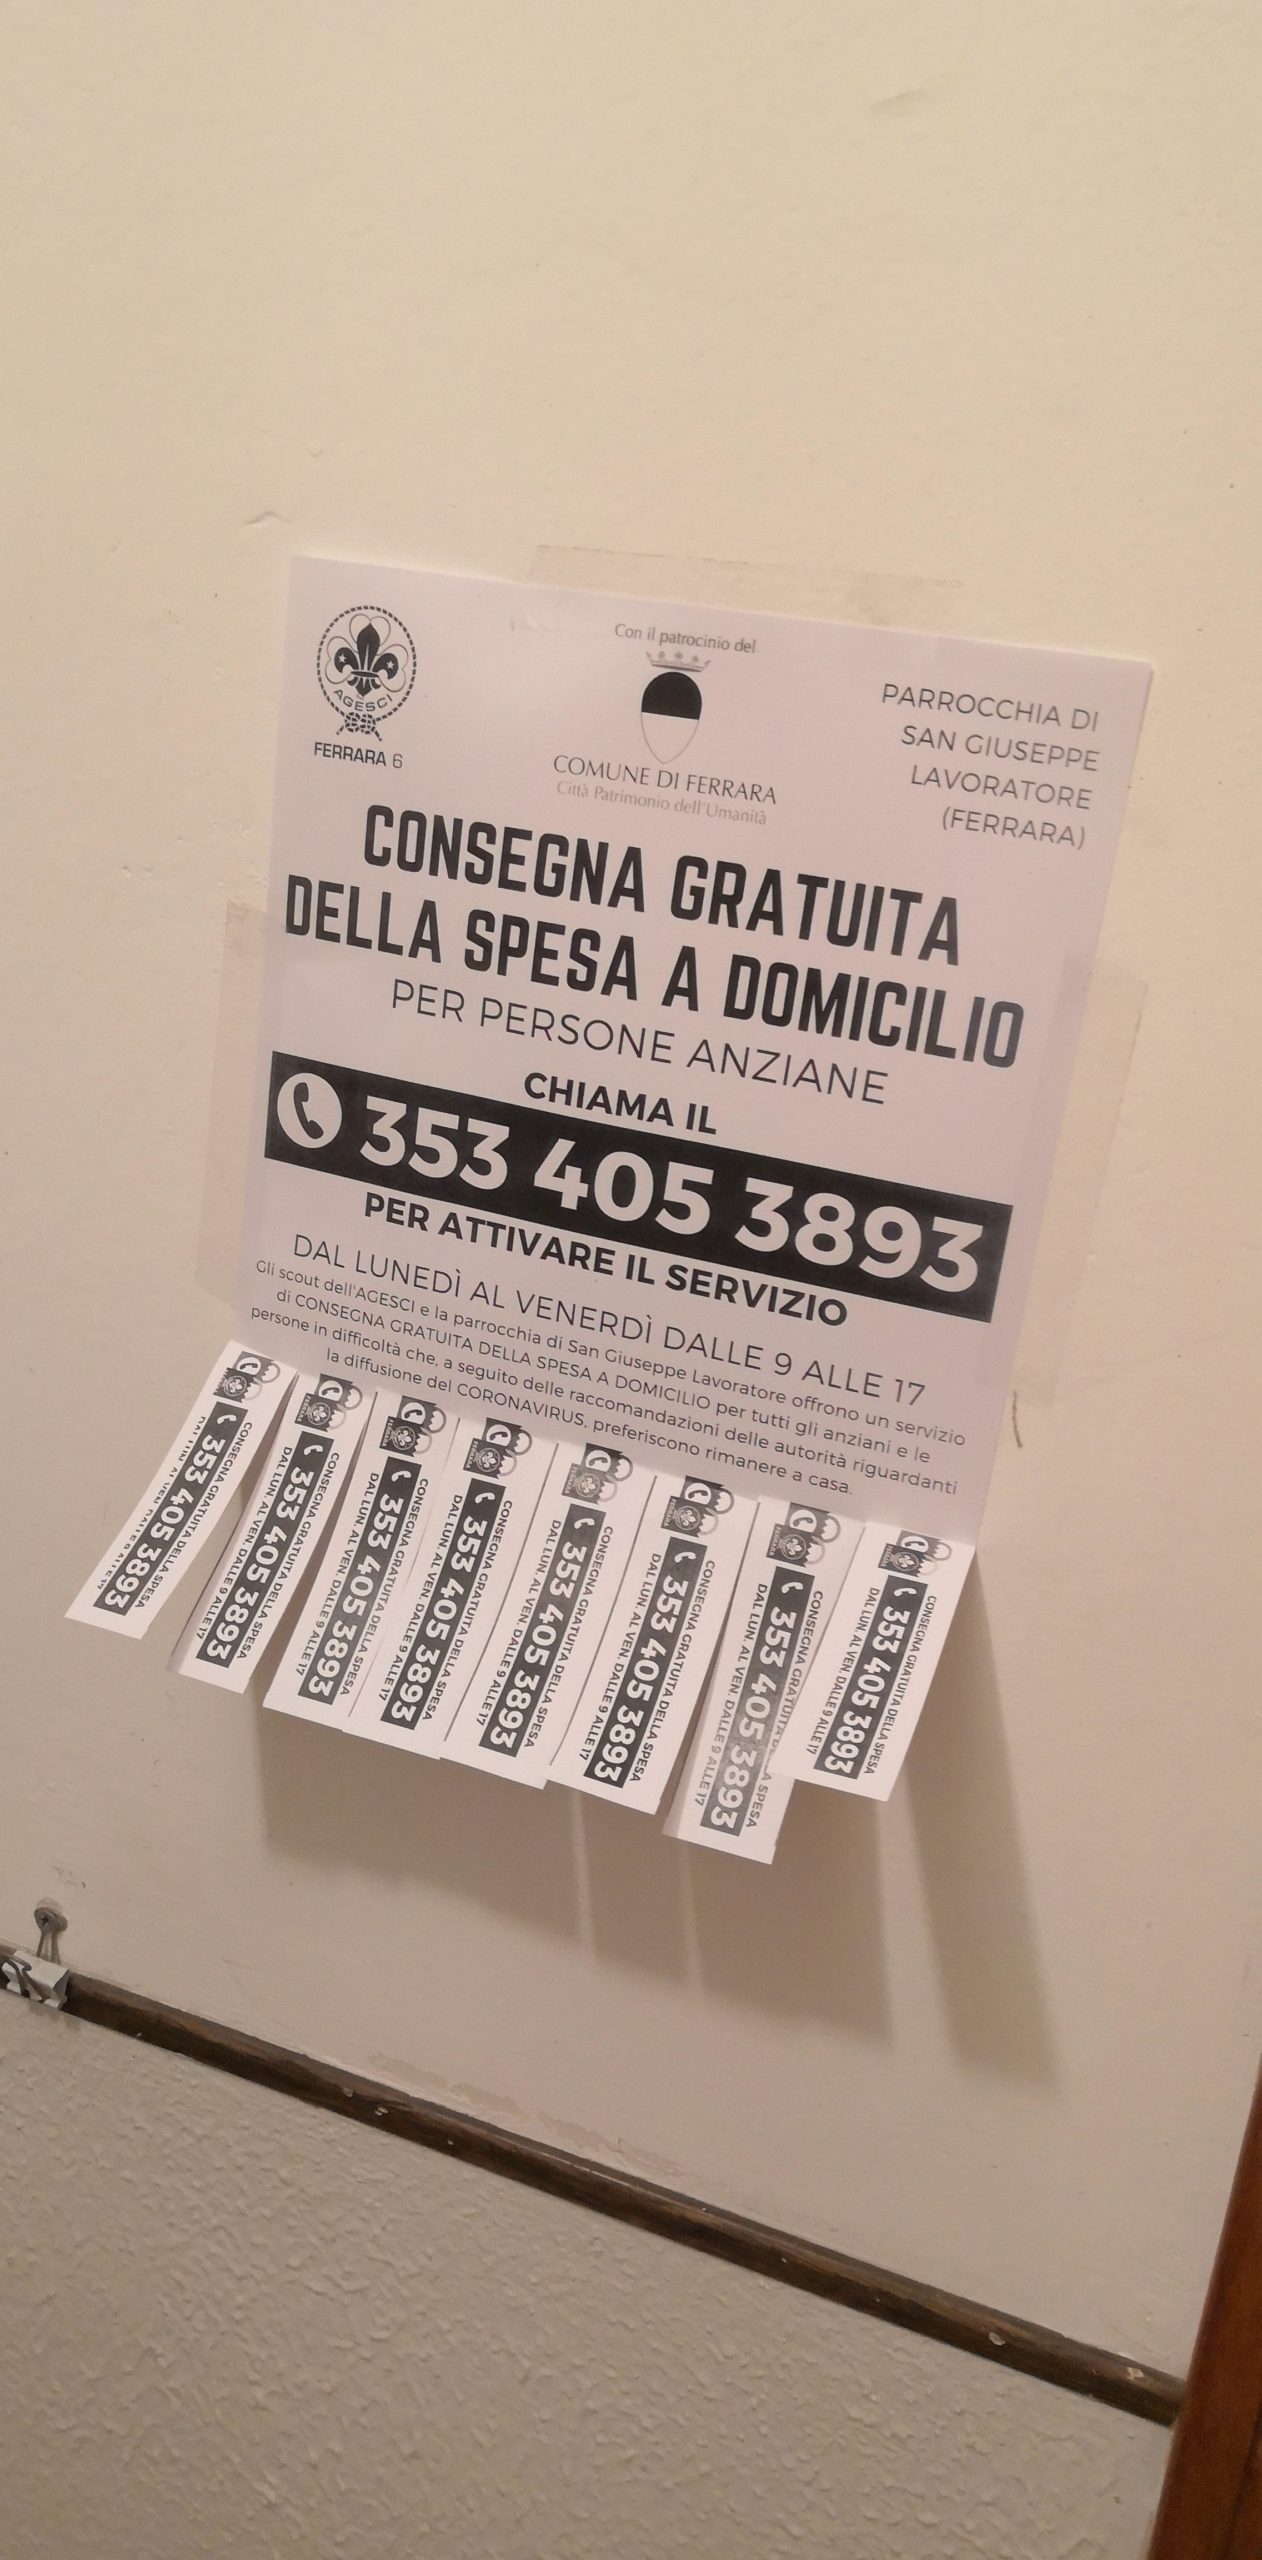 AGESCI
FERRARA 6
Con il patrocinio del
COMUNE DI FERRARA
Città Patrimonio dell'Umanità
PARROCCHIA DI
SAN GIUSEPPE
LAVORATORE
(FERRARA)
CONSEGNA GRATUITA
DELLA SPESA A DOMICILIO
PER PERSONE ANZIANE
CHIAMA IL
353 405 3893
PER ATTIVARE IL SERVIZIO
DAL LUNEDÌ AL VENERDÌ DALLE 9 ALLE 17
Gli scout dell'AGESCI e la parrocchia di San Giuseppe Lavoratore offrono un servizio
di CONSEGNA GRATUITA DELLA SPESA A DOMICILIO per tutti gli anziani e le
persone in difficoltà che, a seguito delle raccomandazioni delle autorità riguardanti
la diffusione del CORONAVIRUS, preferiscono rimanere a casa.
CONSEGNA GRATUITA DELLA SPESA
353 405 3893
DAL LUN. AL VEN. DALLE 9 ALLE 17
CONSEGNA GRATUITA DELLA SPESA
353 405 3893
DAL LUN. AL VEN. DALLE 9 ALLE 17
CONSEGNA GRATUITA DELLA SPESA
353 405 3893
DAL LUN. AL VEN. DALLE 9 ALLE 17
CONSEGNA GRATUITA DELLA SPESA
353 405 3893
DAL LUN. AL VEN. DALLE 9 ALLE 17
CONSEGNA GRATUITA DELLA SPESA
353 405 3893
DAL LUN. AL VEN. DALLE 9 ALLE 17
CONSEGNA GRATUITA DELLA SPESA
353 405 3893
DAL LUN. AL VEN. DALLE 9 ALLE 17
CONSEGNA GRATUITA DELLA SPESA
353 405 3893
DAL LUN. AL VEN. DALLE 9 ALLE 17
CONSEGNA GRATUITA DELLA SPESA
353 405 3893
DAL LUN. AL VEN. DALLE 9 ALLE 17